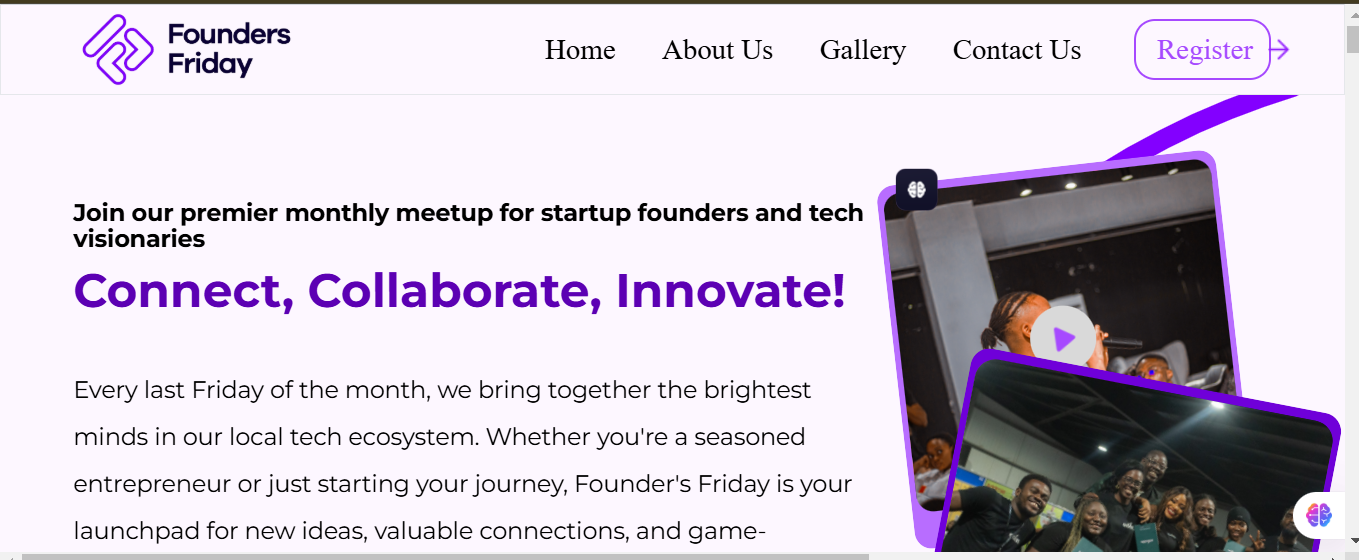 Founders
Friday
Home
About Us
Gallery
Contact Us
Register
Join our premier monthly meetup for startup founders and tech
visionaries
Connect, Collaborate, Innovate!
Every last Friday of the month, we bring together the brightest
minds in our local tech ecosystem. Whether you're a seasoned
entrepreneur or just starting your journey, Founder's Friday is your
launchpad for new ideas, valuable connections, and game-